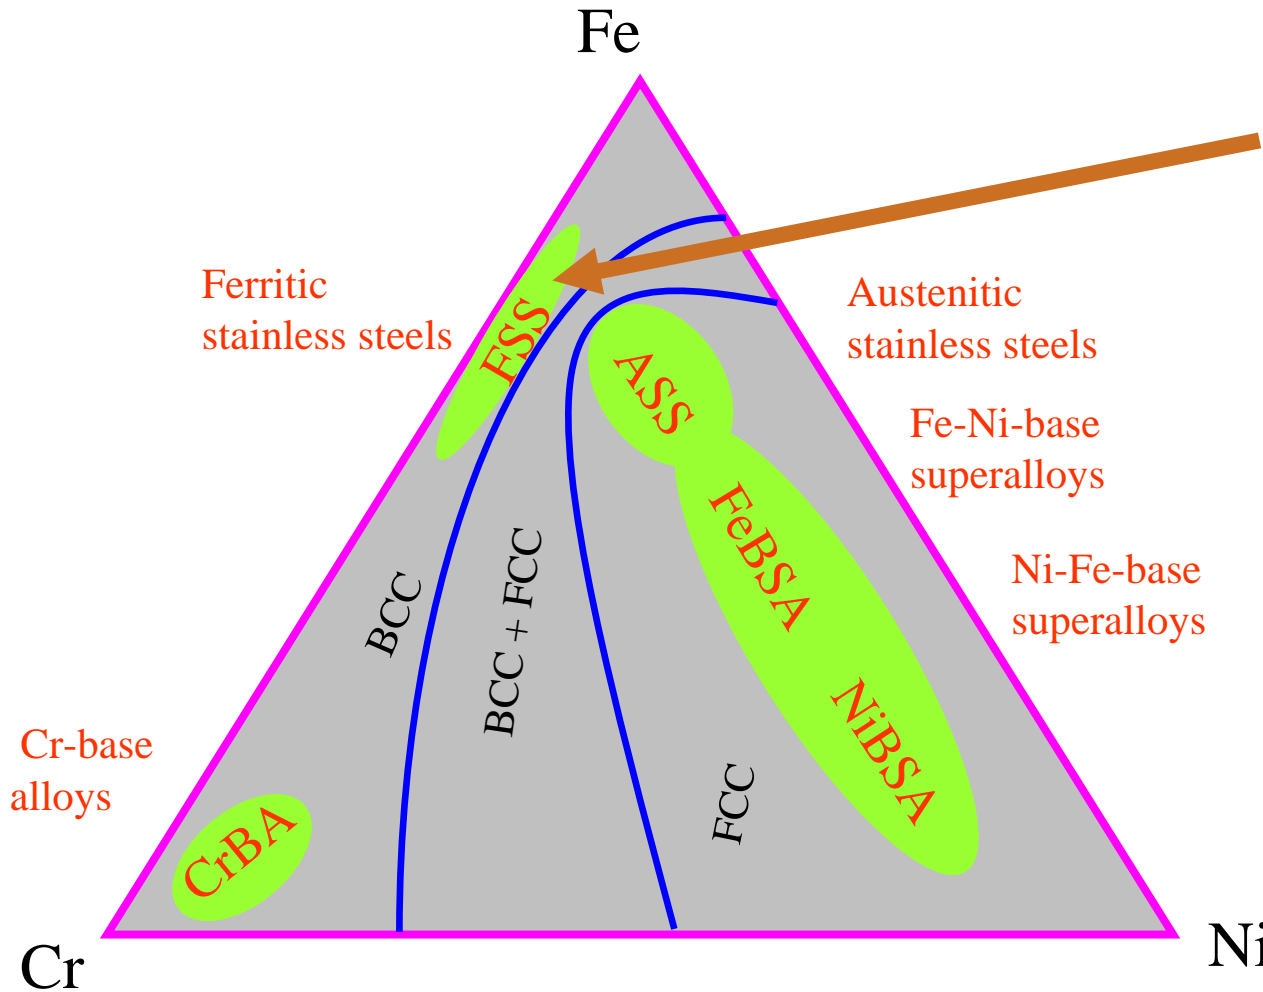 Fe
Ferritic
stainless steels
FSS
Austenitic
stainless steels
ASS
Fe-Ni-base
superalloys
FeBSA
Ni-Fe-base
superalloys
BCC
BCC + FCC
NiBSA
FCC
Cr-base
alloys
CrBA
Cr
Ni